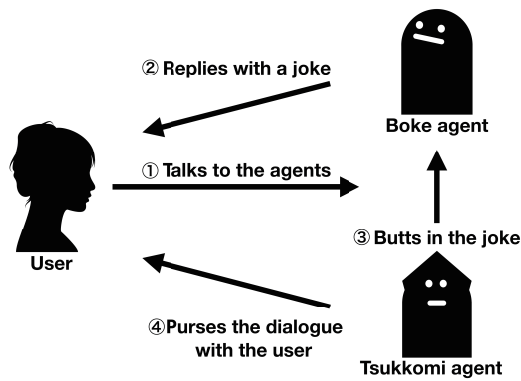 ② Replies with a joke
Boke agent
① Talks to the agents
③ Butts in the joke
User
④Purses the dialogue
with the user
Tsukkomi agent